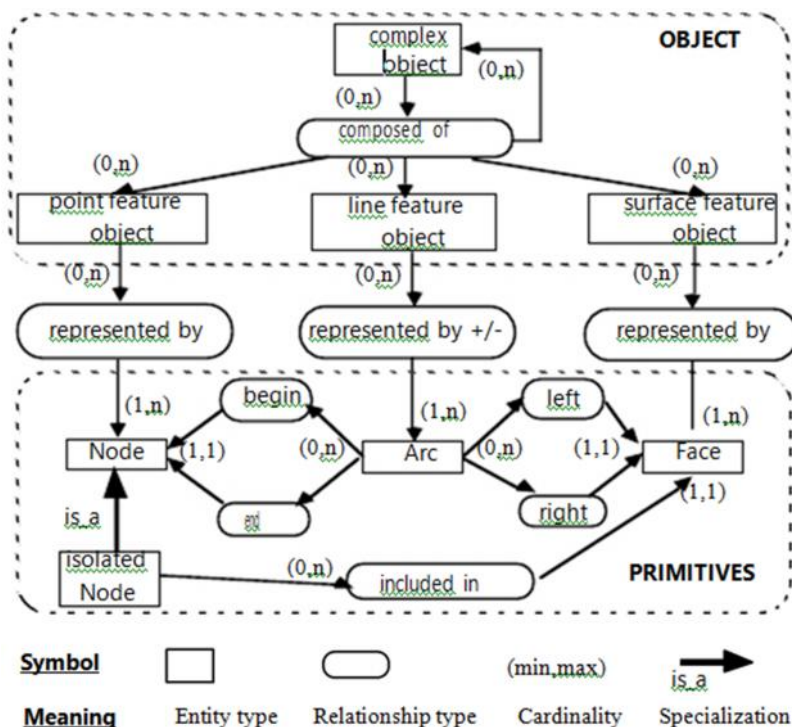 complex
object
OBJECT
(0,n)
(0,n)
composed of
(0,n)
(0,n)
(0,n)
point feature
object
line feature
object
surface feature
object
(0,n)
(0,n)
(0,n)
represented by
represented by +/-
represented by
(1,n)
begin
(1,n)
left
(1,n)
Node
(1,1)
(0,n)
Arc
(0,n)
(1,1)
Face
end
right
(1,1)
is_a
isolated
Node
(0,n)
included in
PRIMITIVES
Symbol
(min,max)
is_a
Meaning
Entity type
Relationship type
Cardinality
Specialization